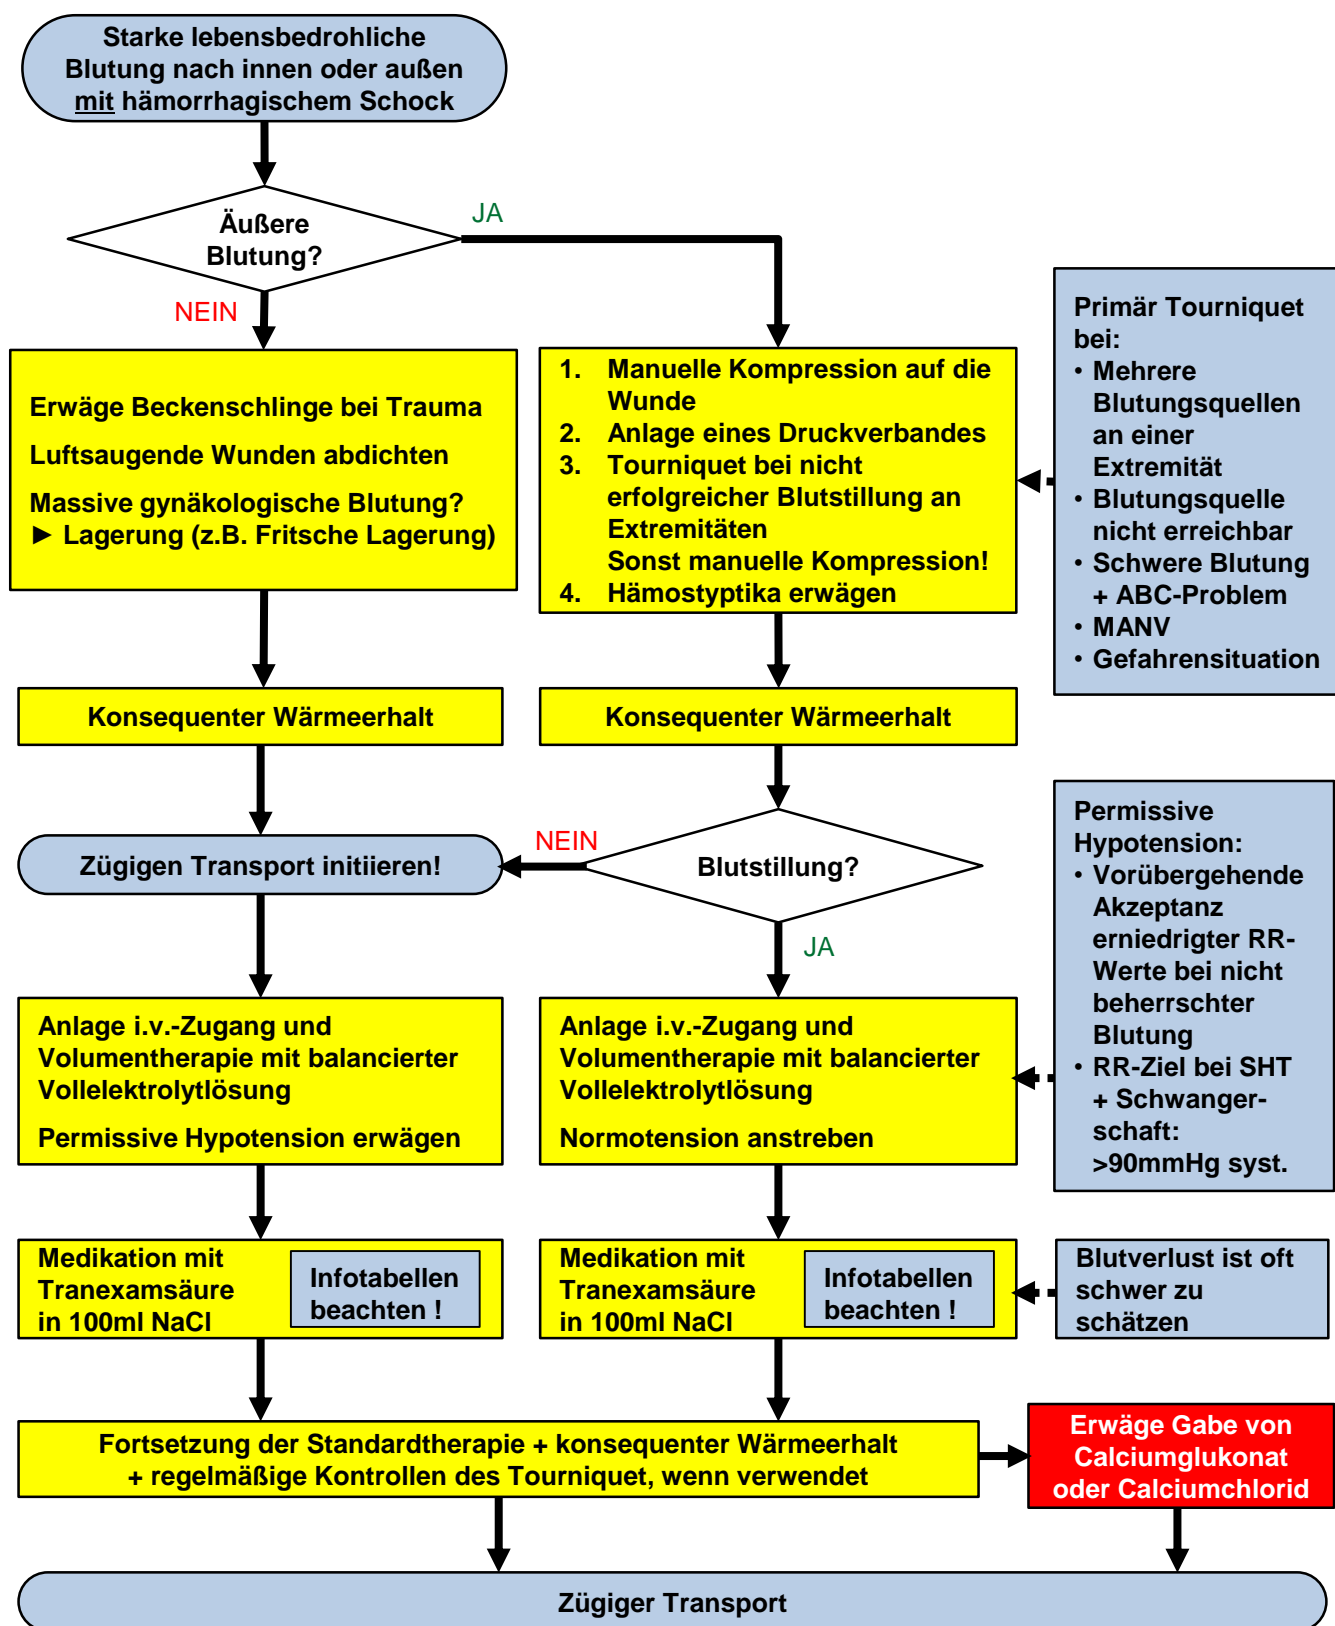 Starke lebensbedrohliche
Blutung nach innen oder außen
mit hämorrhagischem Schock
Äußere
Blutung?
JA
NEIN
Erwäge Beckenschlinge bei Trauma
Luftsaugende Wunden abdichten
Massive gynäkologische Blutung?
► Lagerung (z.B. Fritsche Lagerung)
1. Manuelle Kompression auf die
Wunde
2. Anlage eines Druckverbandes
3. Tourniquet bei nicht
erfolgreicher Blutstillung an
Extremitäten
Sonst manuelle Kompression!
4. Hämostyptika erwägen
Primär Tourniquet
bei:
• Mehrere
Blutungsquellen
an einer
Extremität
• Blutungsquelle
nicht erreichbar
• Schwere Blutung
+ ABC-Problem
• MANV
• Gefahrensituation
Konsequenter Wärmeerhalt
Konsequenter Wärmeerhalt
Zügigen Transport initiieren!
NEIN
Blutstillung?
JA
Permissive
Hypotension:
• Vorübergehende
Akzeptanz
erniedrigter RR-
Werte bei nicht
beherrschter
Blutung
• RR-Ziel bei SHT
+ Schwanger-
schaft:
>90mmHg syst.
Anlage i.v.-Zugang und
Volumentherapie mit balancierter
Vollelektrolytlösung
Permissive Hypotension erwägen
Anlage i.v.-Zugang und
Volumentherapie mit balancierter
Vollelektrolytlösung
Normotension anstreben
Medikation mit
Tranexamsäure
in 100ml NaCl
Infotabellen
beachten !
Medikation mit
Tranexamsäure
in 100ml NaCl
Infotabellen
beachten !
Blutverlust ist oft
schwer zu
schätzen
Fortsetzung der Standardtherapie + konsequenter Wärmeerhalt
+ regelmäßige Kontrollen des Tourniquet, wenn verwendet
Erwäge Gabe von
Calciumglukonat
oder Calciumchlorid
Zügiger Transport